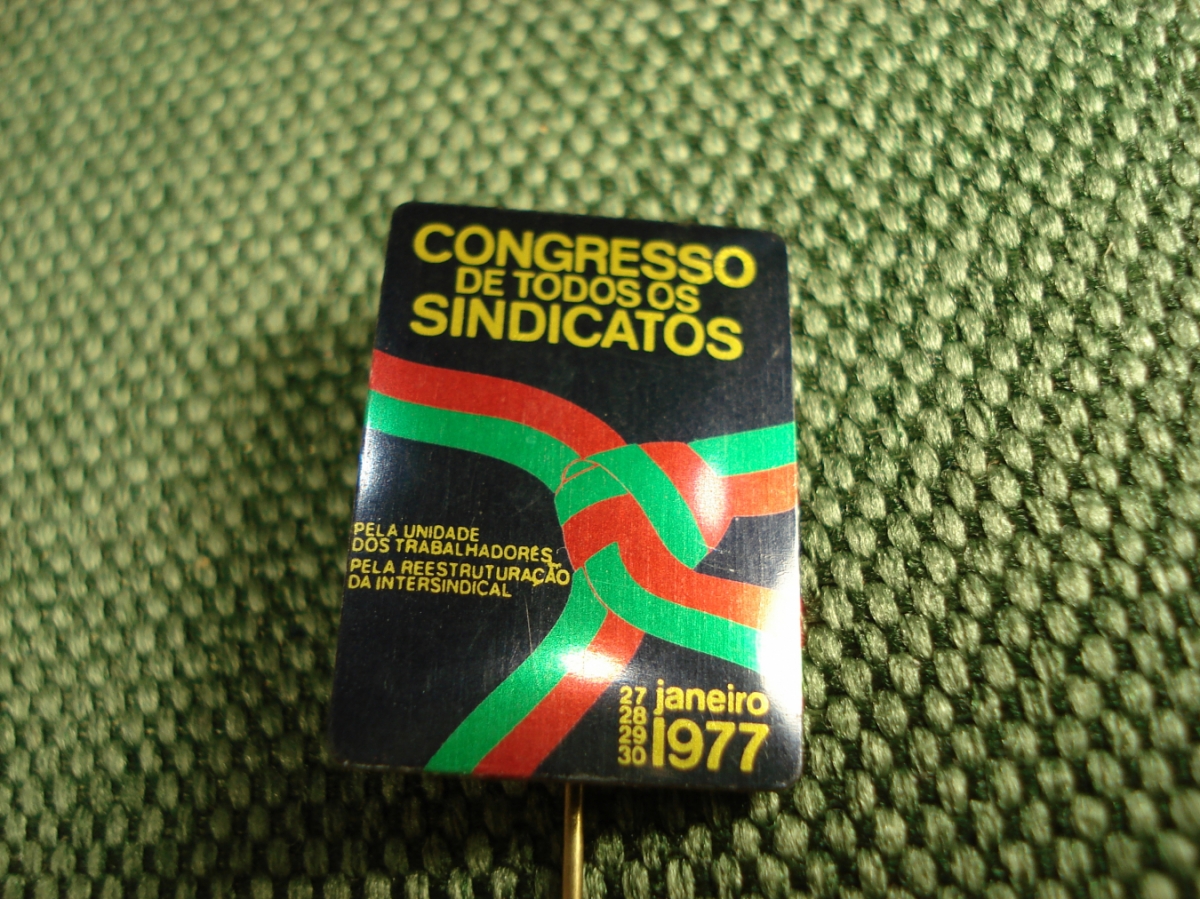 CONGRESSO
DE TODOS OS
SINDICATOS
PELA UNIDADE
DOS TRABALHADORES
PELA REESTRUTURAÇÃO
DA INTERSINDICAL
27
28
29
30
janeiro
1977